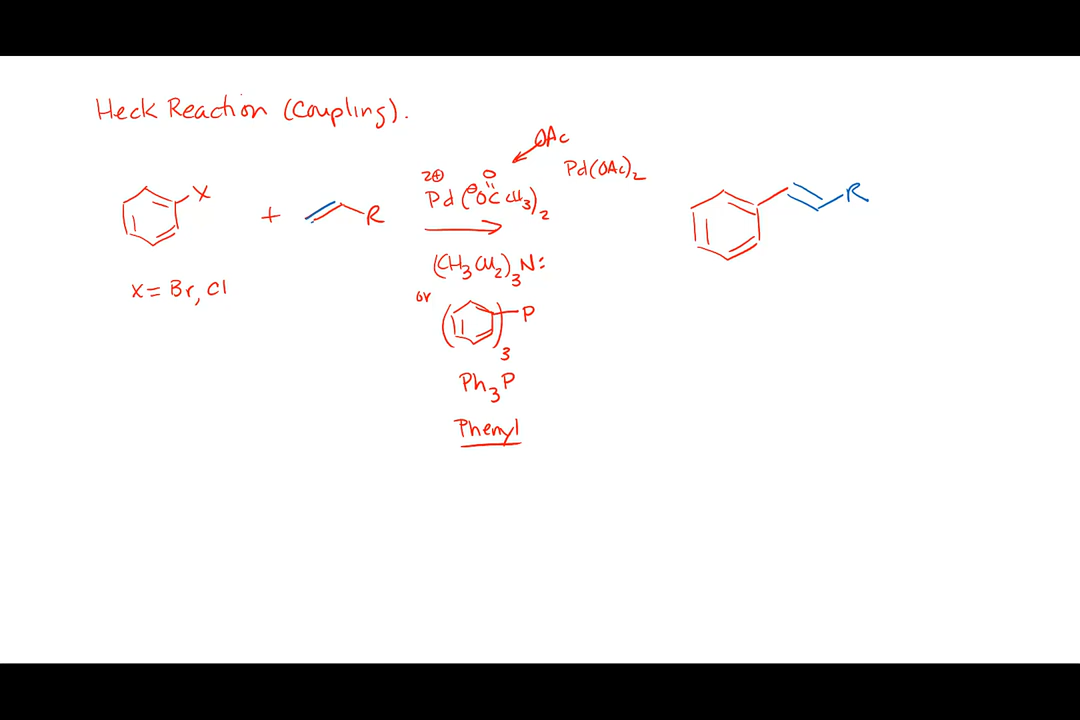 Heck Reaction (Coupling).
OAc
Pd(OAc)₂
X
+
R
2⊕
O
Pd(⊖OCCH₃)₂
R
(CH₃CH₂)₃N:
X = Br, Cl
or
( P)₃
Ph₃P
Phenyl